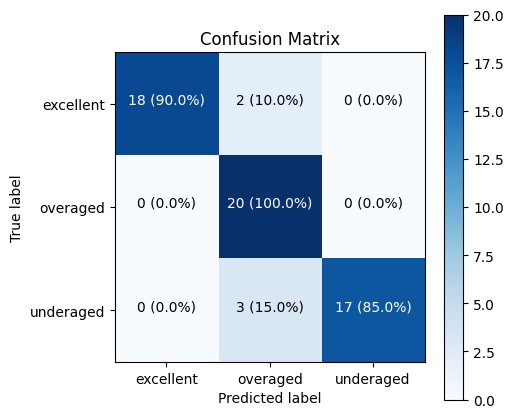 Confusion Matrix
True label
excellent
overaged
underaged
18 (90.0%) 2 (10.0%) 0 (0.0%)
0 (0.0%) 20 (100.0%) 0 (0.0%)
0 (0.0%) 3 (15.0%) 17 (85.0%)
excellent overaged underaged
Predicted label
20.0
17.5
15.0
12.5
10.0
7.5
5.0
2.5
0.0